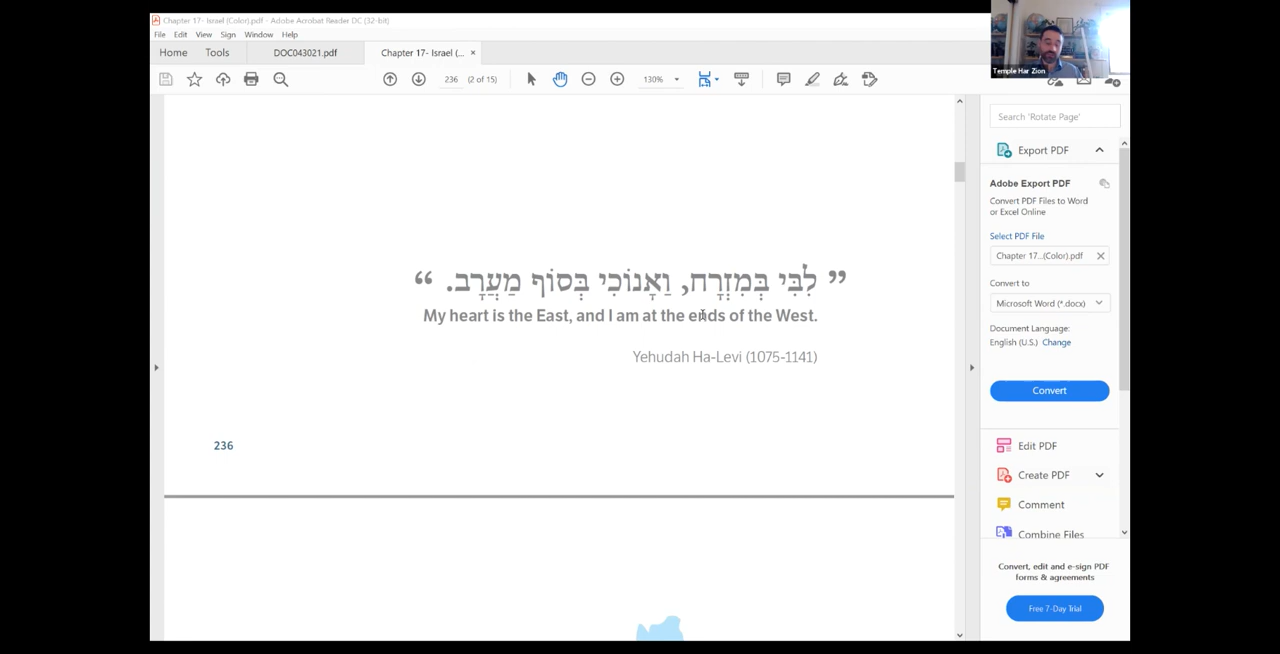 Chapter 17- Israel (Color).pdf - Adobe Acrobat Reader DC (32-bit)
File Edit View Sign Window Help
Home Tools DOC043021.pdf Chapter 17- Israel (... ×
236 (2 of 15) 130%
Temple Har Zion
” לִבִּי בְּמִזְרָח, וַאָנוֹכִי בְּסוֹף מַעֲרָב. “
My heart is the East, and I am at the ends of the West.
Yehudah Ha-Levi (1075-1141)
236
Search 'Rotate Page'
Export PDF
Adobe Export PDF
Convert PDF Files to Word
or Excel Online
Select PDF File
Chapter 17...(Color).pdf
Convert to
Microsoft Word (*.docx)
Document Language:
English (U.S.) Change
Convert
Edit PDF
Create PDF
Comment
Combine Files
Convert, edit and e-sign PDF
forms & agreements
Free 7-Day Trial